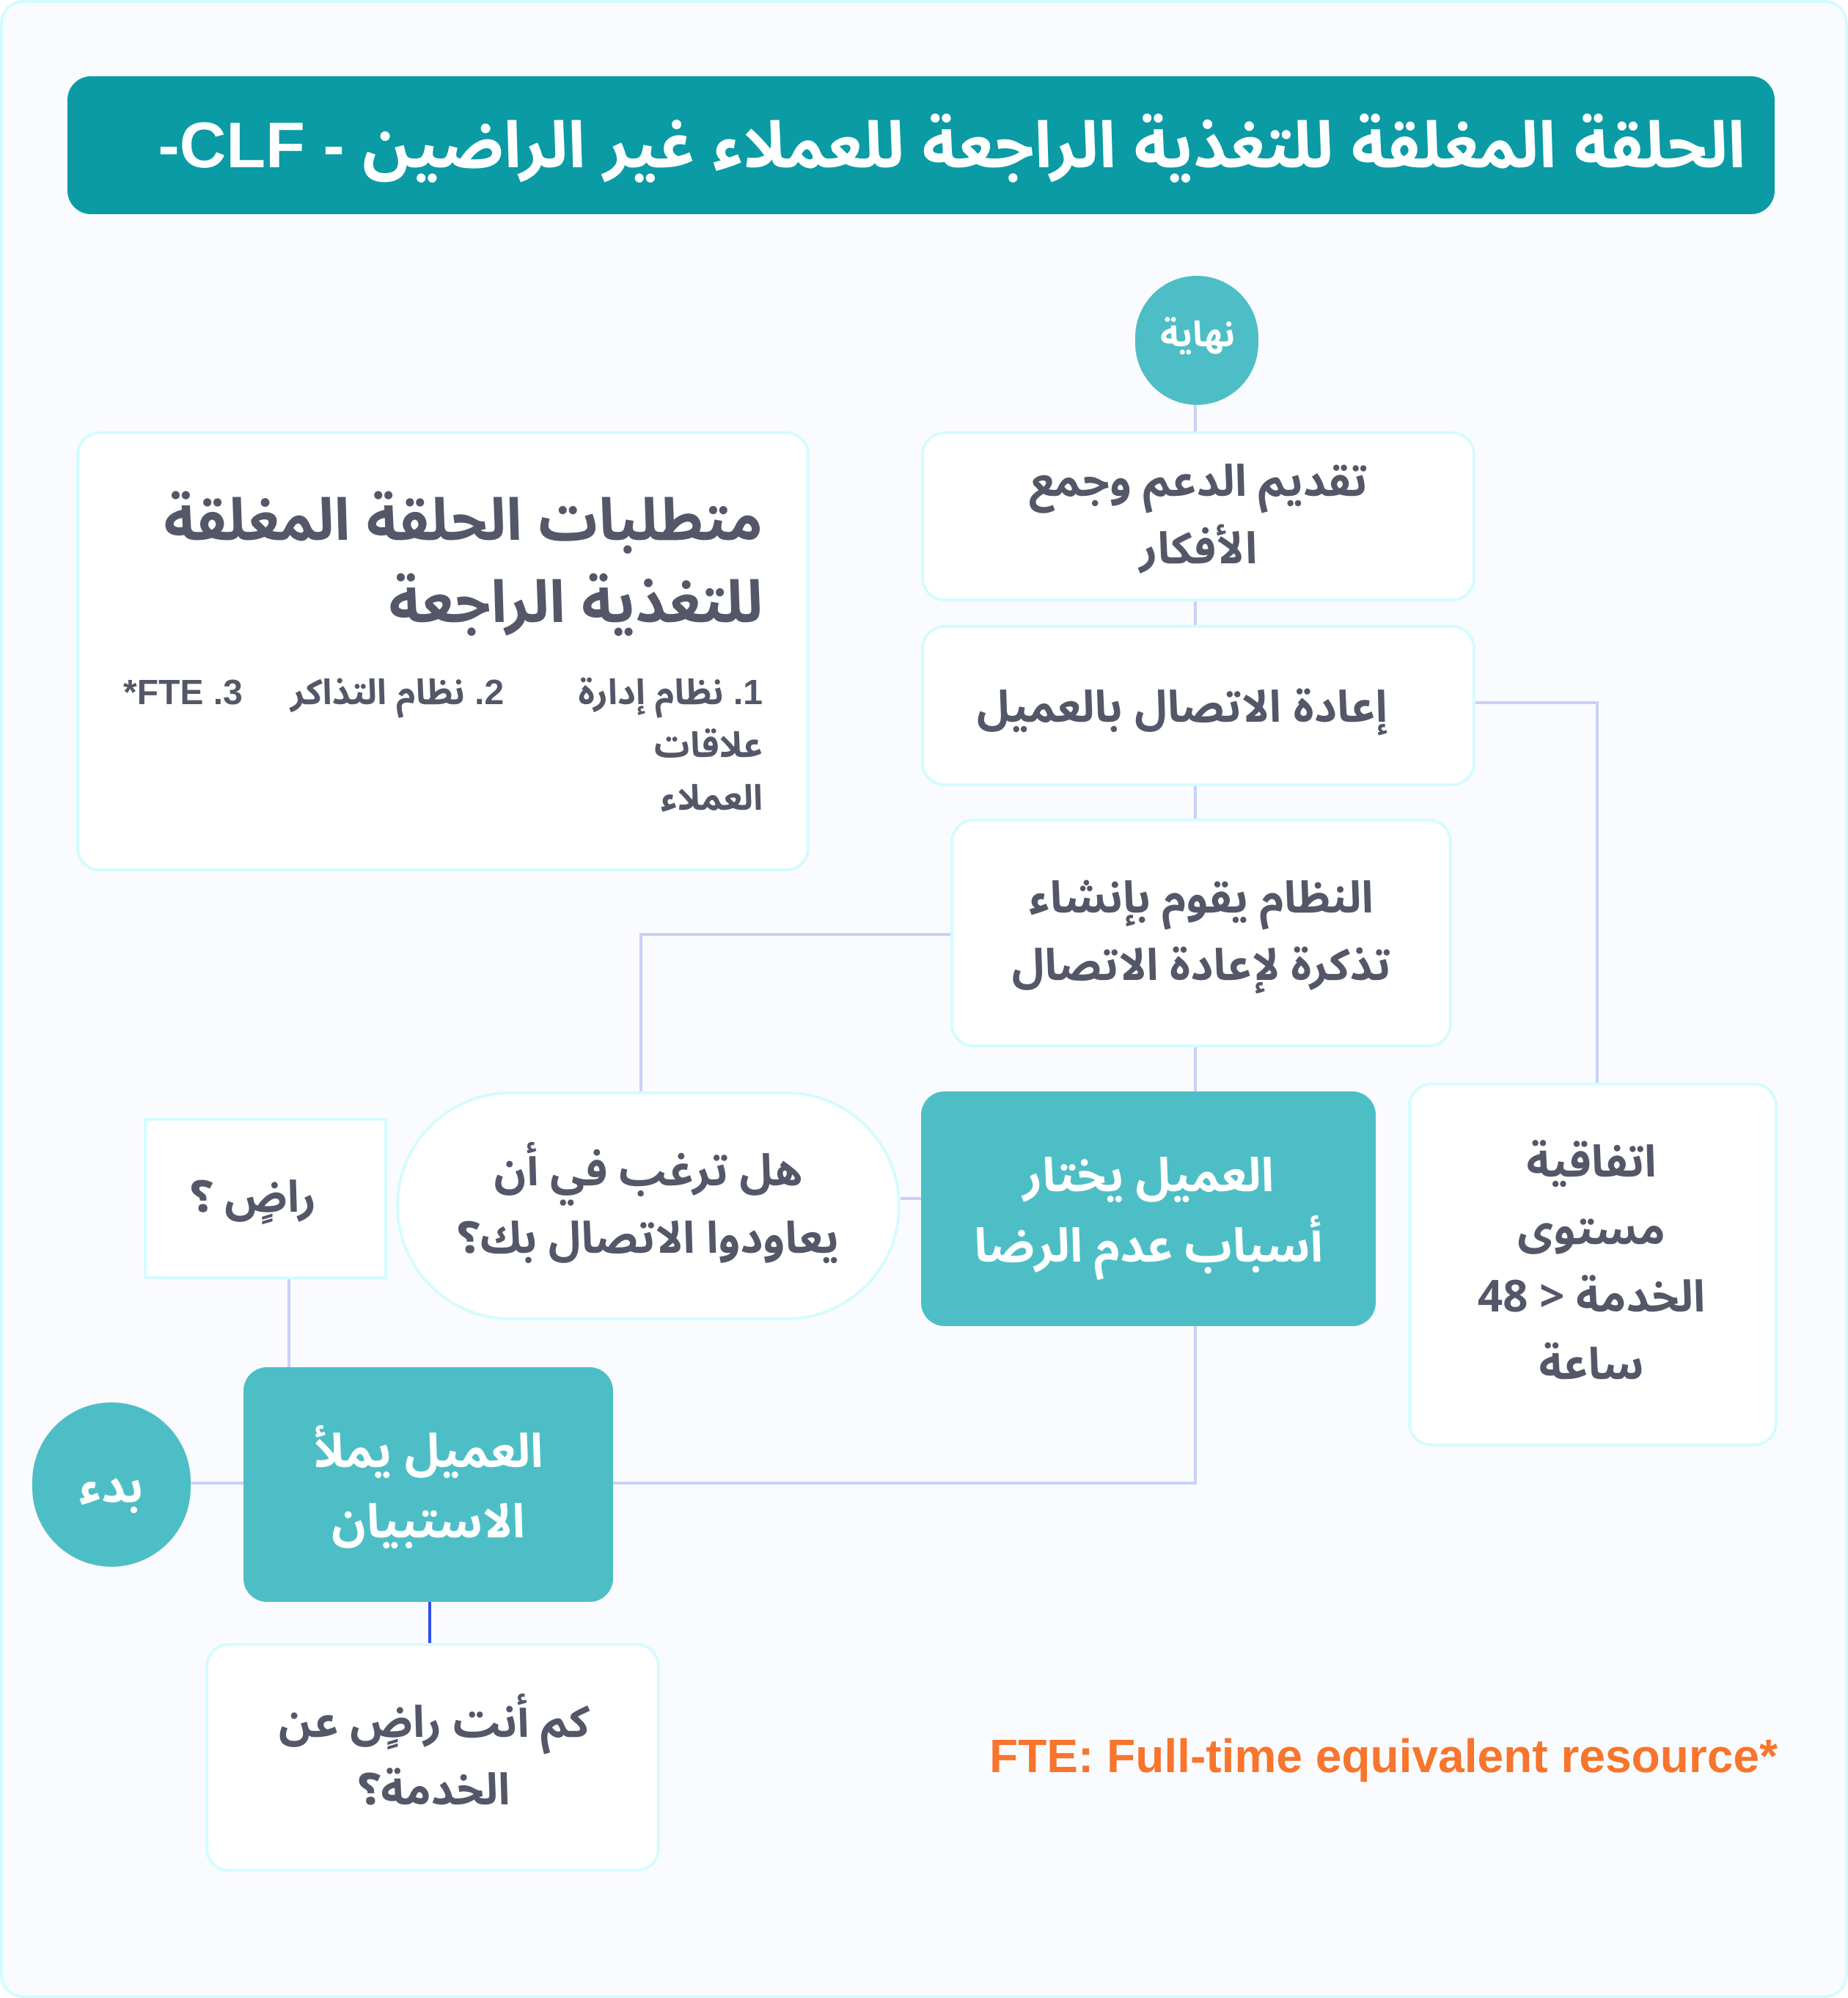 الحلقة المغلقة للتغذية الراجعة للعملاء غير الراضين - CLF-
نهاية
تقديم الدعم وجمع
الأفكار
متطلبات الحلقة المغلقة
للتغذية الراجعة
1. نظام إدارة
علاقات
العملاء
2. نظام التذاكر
3. FTE*
إعادة الاتصال بالعميل
النظام يقوم بإنشاء
تذكرة لإعادة الاتصال
اتفاقية
مستوى
الخدمة < 48
ساعة
العميل يختار
أسباب عدم الرضا
هل ترغب في أن
يعاودوا الاتصال بك؟
راضٍ ؟
العميل يملأ
الاستبيان
بدء
كم أنت راضٍ عن
الخدمة؟
FTE: Full-time equivalent resource*